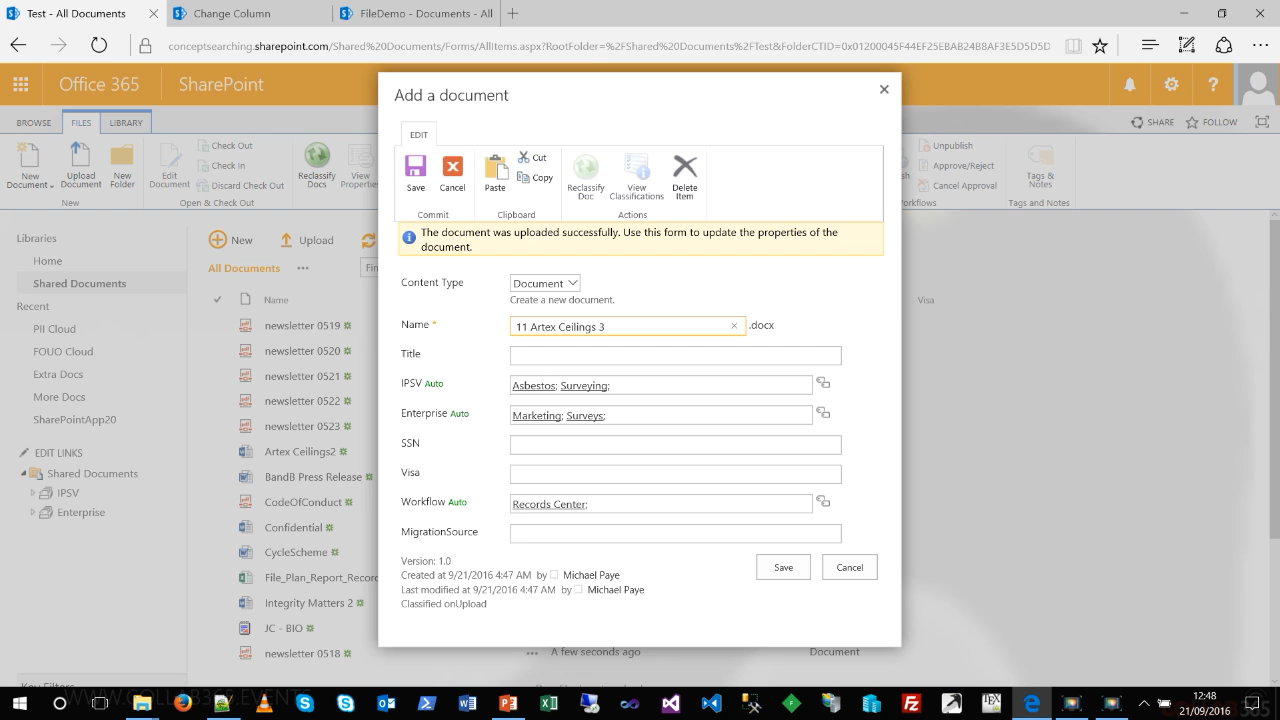 Test - All Documents
Change Column
FileDemo - Documents - All
conceptsearching.sharepoint.com/Shared%20Documents/Forms/AllItems.aspx?RootFolder=%2FShared%20Documents%2FTest&FolderCTID=0x01200045F44EF25EBAB24B8AF3E5D5D5D
Office 365
SharePoint
?
Add a document
BROWSE
FILES
LIBRARY
SHARE
FOLLOW
EDIT
New Document
Upload Document
New Folder
New
Edit Document
Check Out
Check In
Discard Check Out
Open & Check Out
Reclassify Docs
View Properties
Save
Cancel
Commit
Paste
Cut
Copy
Clipboard
Reclassify Doc
View Classifications
Delete Item
Actions
Unpublish
Approve/Reject
Cancel Approval
Tags & Notes
Tags and Notes
The document was uploaded successfully. Use this form to update the properties of the
document.
Libraries
Home
Shared Documents
Recent
PII Cloud
FOUO Cloud
Extra Docs
More Docs
SharePointApp20
EDIT LINKS
Shared Documents
IPSV
Enterprise
New
Upload
All Documents
Fin
Name
Visa
newsletter 0519
newsletter 0520
newsletter 0521
newsletter 0522
newsletter 0523
Artex Ceilings2
BandB Press Release
CodeOfConduct
Confidential
CycleScheme
File_Plan_Report_Record
Integrity Matters 2
JC - BIO
newsletter 0518
A few seconds ago
Document
Content Type
Document
Create a new document.
Name *
11 Artex Ceilings 3
.docx
Title
IPSV Auto
Asbestos; Surveying;
Enterprise Auto
Marketing; Surveys;
SSN
Visa
Workflow Auto
Records Center;
MigrationSource
Version: 1.0
Created at 9/21/2016 4:47 AM by Michael Paye
Last modified at 9/21/2016 4:47 AM by Michael Paye
Classified onUpload
Save
Cancel
WWW.COLLAB365.EVENTS
12:48
21/09/2016